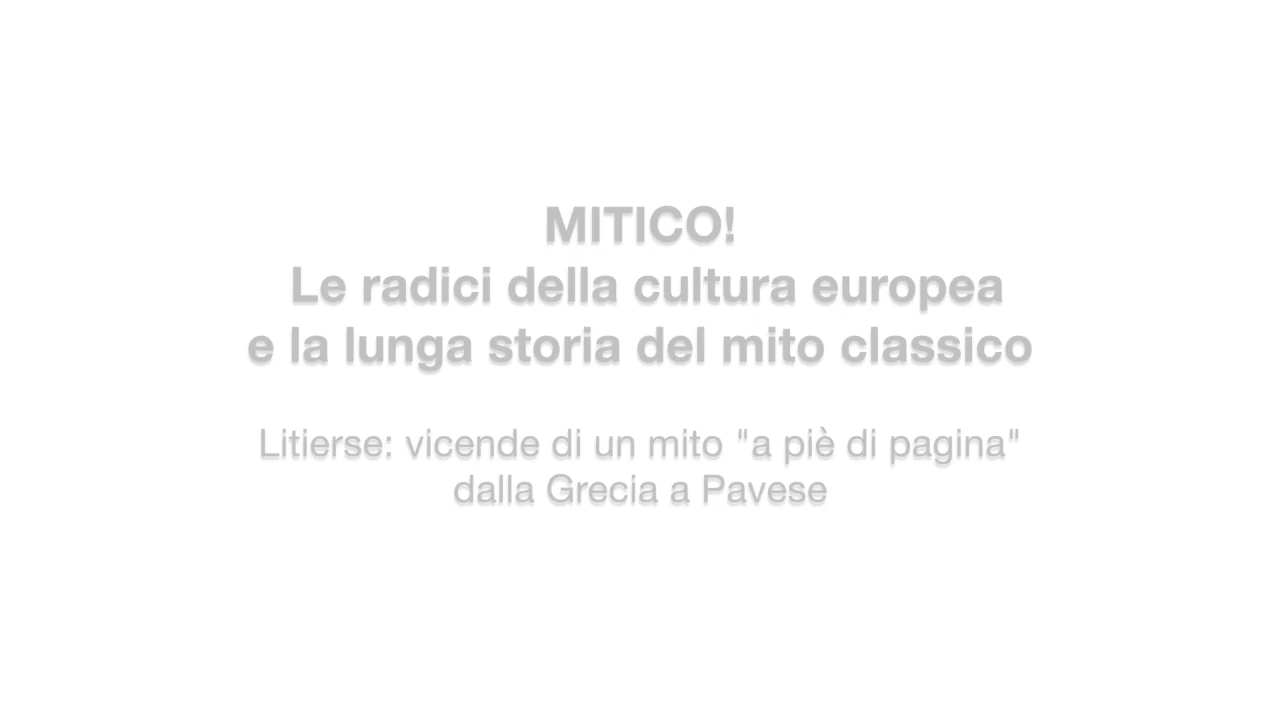 MITICO!
Le radici della cultura europea
e la lunga storia del mito classico
Litierse: vicende di un mito "a piè di pagina"
dalla Grecia a Pavese